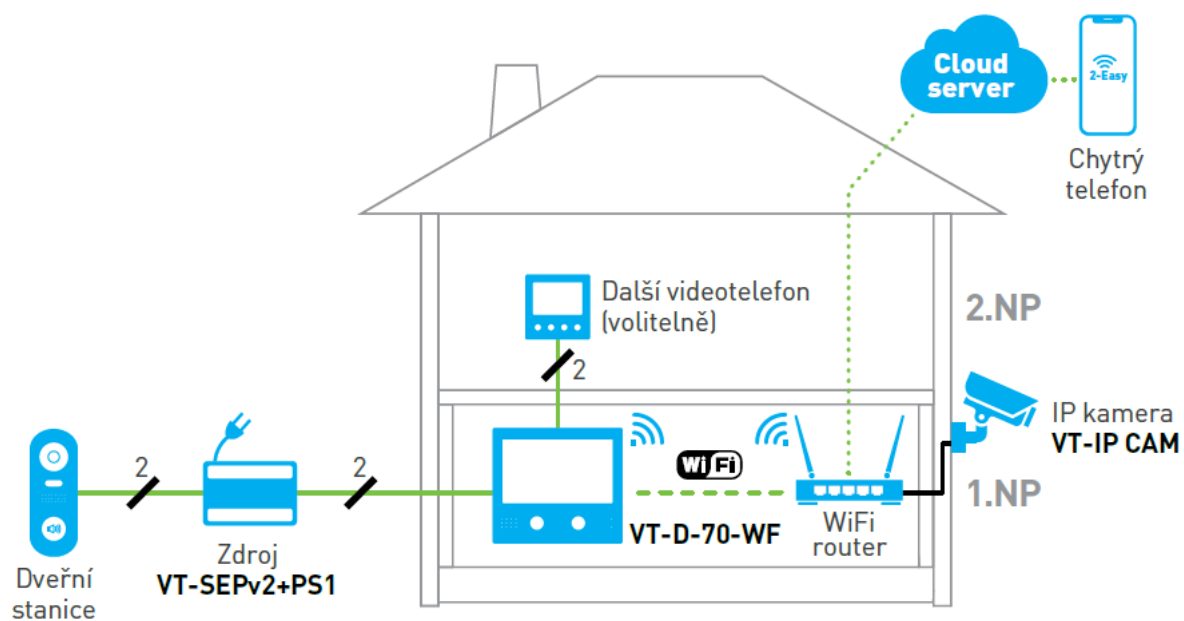 Cloud
server
2-Easy
Chytrý
telefon
Další videotelefon
(volitelně)
2
2.NP
IP kamera
VT-IP CAM
WiFi
1.NP
2
2
VT-D-70-WF
WiFi
router
Zdroj
VT-SEPv2+PS1
Dveřní
stanice